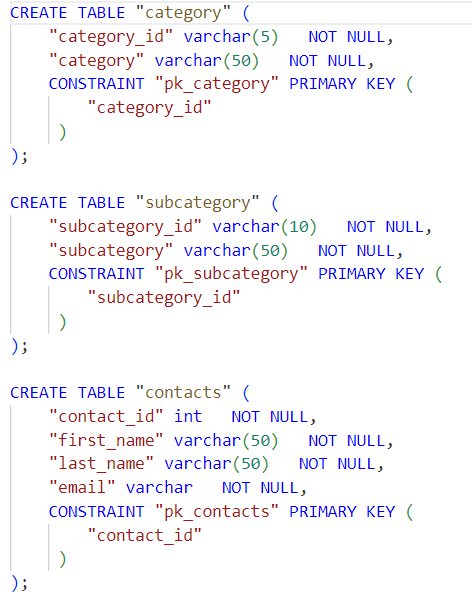 CREATE TABLE "category" (
    "category_id" varchar(5)   NOT NULL,
    "category" varchar(50)   NOT NULL,
    CONSTRAINT "pk_category" PRIMARY KEY (
        "category_id"
     )
);

CREATE TABLE "subcategory" (
    "subcategory_id" varchar(10)   NOT NULL,
    "subcategory" varchar(50)   NOT NULL,
    CONSTRAINT "pk_subcategory" PRIMARY KEY (
        "subcategory_id"
     )
);

CREATE TABLE "contacts" (
    "contact_id" int   NOT NULL,
    "first_name" varchar(50)   NOT NULL,
    "last_name" varchar(50)   NOT NULL,
    "email" varchar   NOT NULL,
    CONSTRAINT "pk_contacts" PRIMARY KEY (
        "contact_id"
     )
);